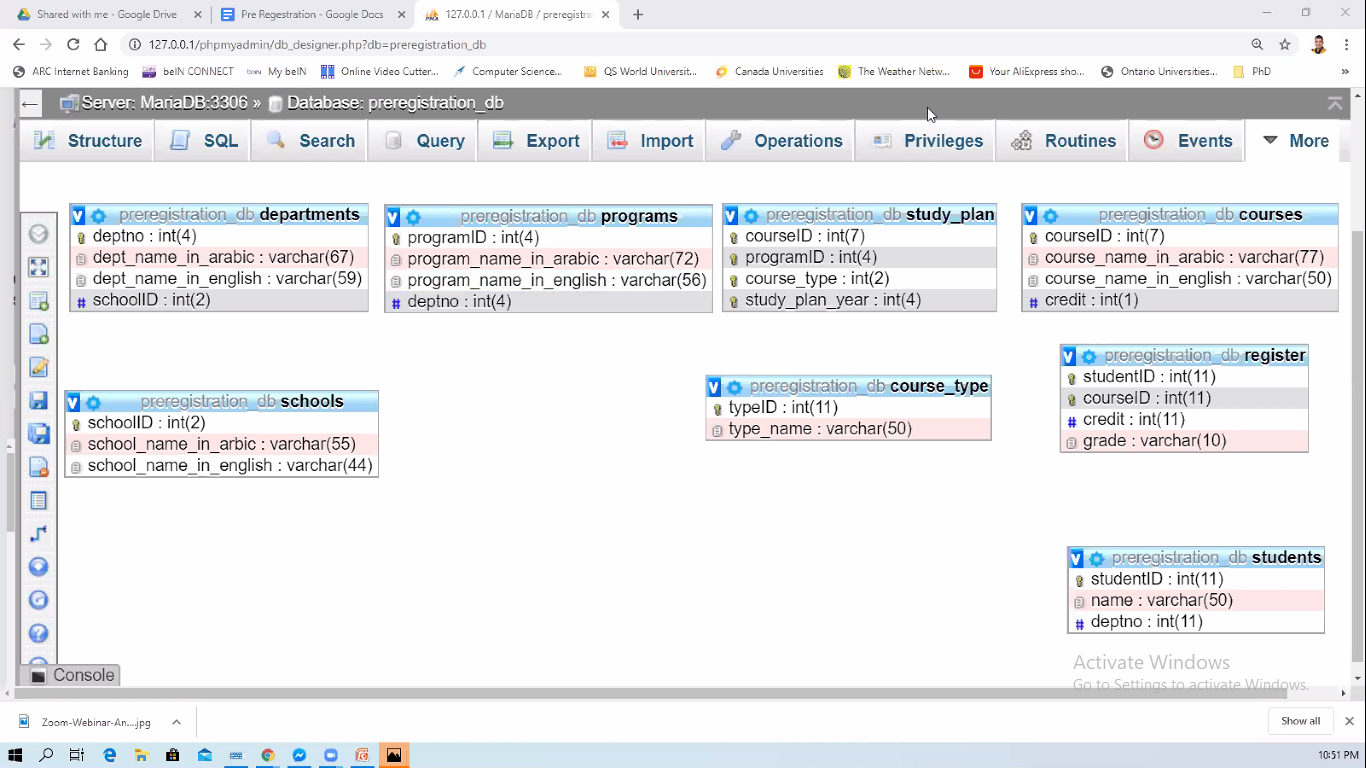 Shared with me - Google Drive
Pre Regestration - Google Docs
127.0.0.1 / MariaDB / preregistra
127.0.0.1/phpmyadmin/db_designer.php?db=preregistration_db
ARC Internet Banking
beIN CONNECT
My beIN
Online Video Cutter...
Computer Science...
QS World Universit...
Canada Universities
The Weather Netw...
Your AliExpress sho...
Ontario Universities...
PhD
Server: MariaDB:3306 » Database: preregistration_db
Structure
SQL
Search
Query
Export
Import
Operations
Privileges
Routines
Events
More
preregistration_db departments
deptno : int(4)
dept_name_in_arabic : varchar(67)
dept_name_in_english : varchar(59)
schoolID : int(2)
preregistration_db programs
programID : int(4)
program_name_in_arabic : varchar(72)
program_name_in_english : varchar(56)
deptno : int(4)
preregistration_db study_plan
courseID : int(7)
programID : int(4)
course_type : int(2)
study_plan_year : int(4)
preregistration_db courses
courseID : int(7)
course_name_in_arabic : varchar(77)
course_name_in_english : varchar(50)
credit : int(1)
preregistration_db register
studentID : int(11)
courseID : int(11)
credit : int(11)
grade : varchar(10)
preregistration_db schools
schoolID : int(2)
school_name_in_arbic : varchar(55)
school_name_in_english : varchar(44)
preregistration_db course_type
typeID : int(11)
type_name : varchar(50)
preregistration_db students
studentID : int(11)
name : varchar(50)
deptno : int(11)
Activate Windows
Go to Settings to activate Windows.
Console
Zoom-Webinar-An....jpg
Show all
10:51 PM